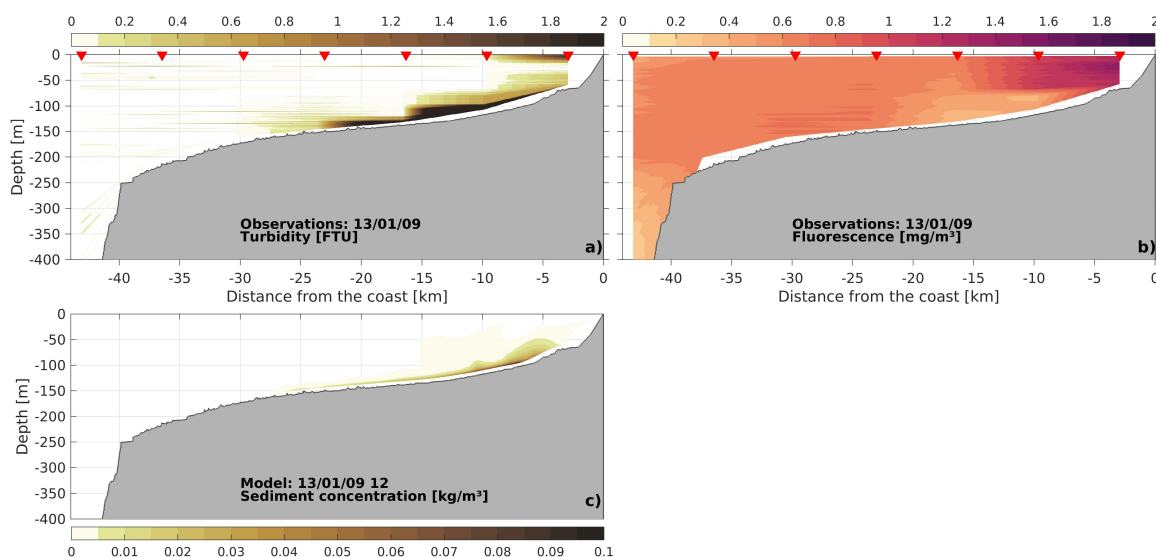 0 0.2 0.4 0.6 0.8 1 1.2 1.4 1.6 1.8 2
0
-50
-100
-150
-200
-250
-300
-350
-400
Depth [m]
Observations: 13/01/09
Turbidity [FTU]
a)
-40 -35 -30 -25 -20 -15 -10 -5 0
Distance from the coast [km]
0 0.2 0.4 0.6 0.8 1 1.2 1.4 1.6 1.8 2
Observations: 13/01/09
Fluorescence [mg/m³]
b)
-40 -35 -30 -25 -20 -15 -10 -5 0
Distance from the coast [km]
0
-50
-100
-150
-200
-250
-300
-350
-400
Depth [m]
Model: 13/01/09 12
Sediment concentration [kg/m³]
c)
0 0.01 0.02 0.03 0.04 0.05 0.06 0.07 0.08 0.09 0.1